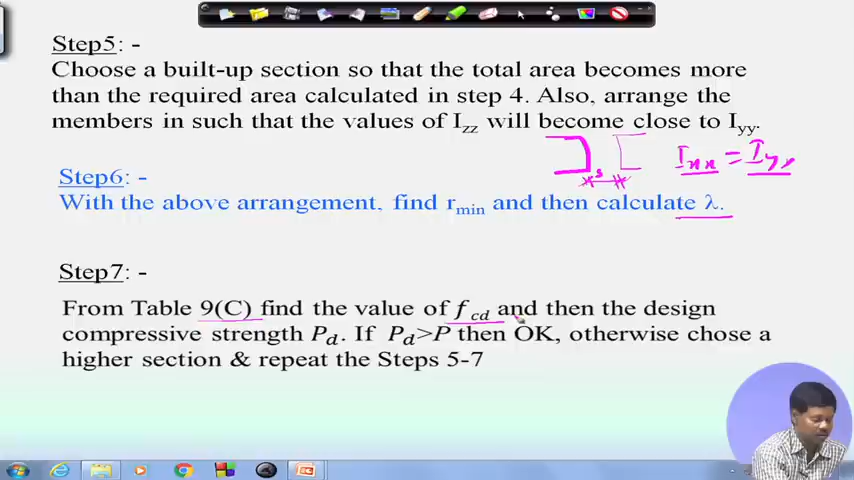 Step5: -
Choose a built-up section so that the total area becomes more
than the required area calculated in step 4. Also, arrange the
members in such that the values of Izz will become close to Iyy.
s
Ixx = Iyy
Step6: -
With the above arrangement, find rmin and then calculate λ.
Step7: -
From Table 9(C) find the value of fcd and then the design
compressive strength Pd. If Pd>P then OK, otherwise chose a
higher section & repeat the Steps 5-7